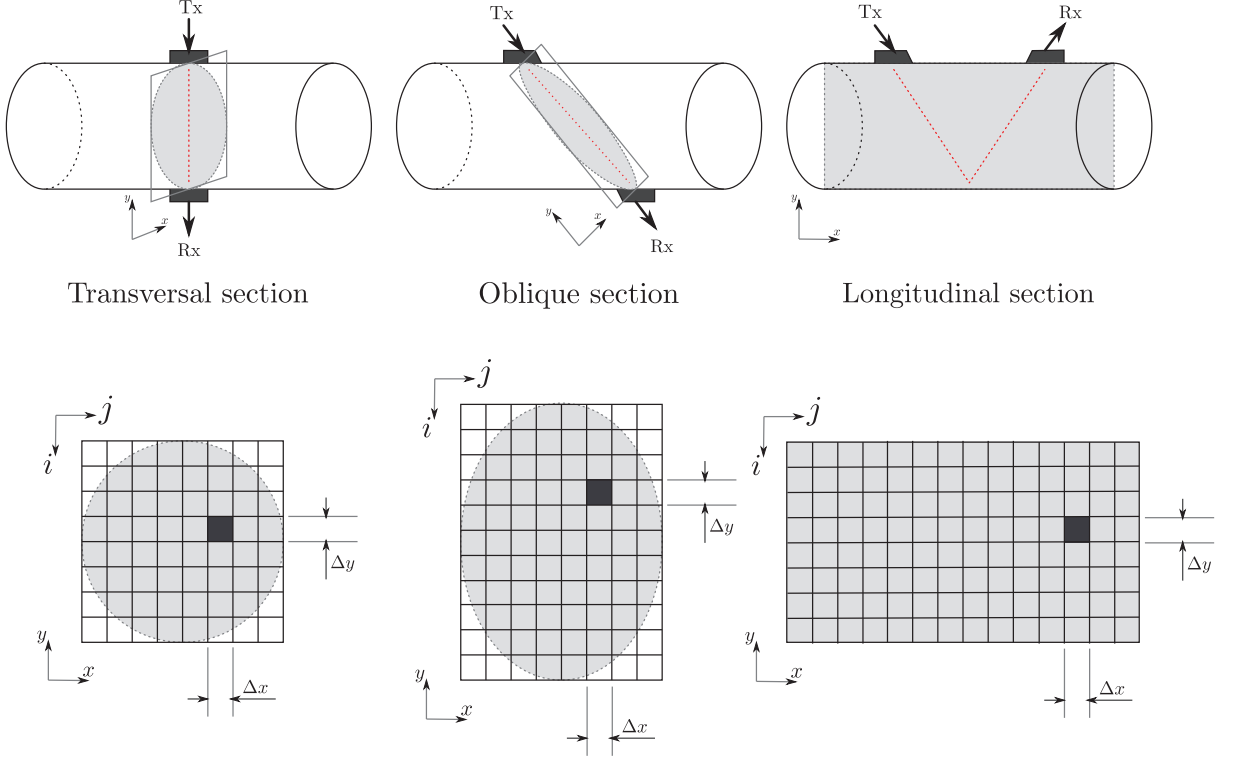 Tx
y
x
Rx
Transversal section
Tx
y
x
Rx
Oblique section
Tx
Rx
y
x
Longitudinal section
j
i
Δy
y
x
Δx
j
i
Δy
y
x
Δx
j
i
Δy
y
x
Δx